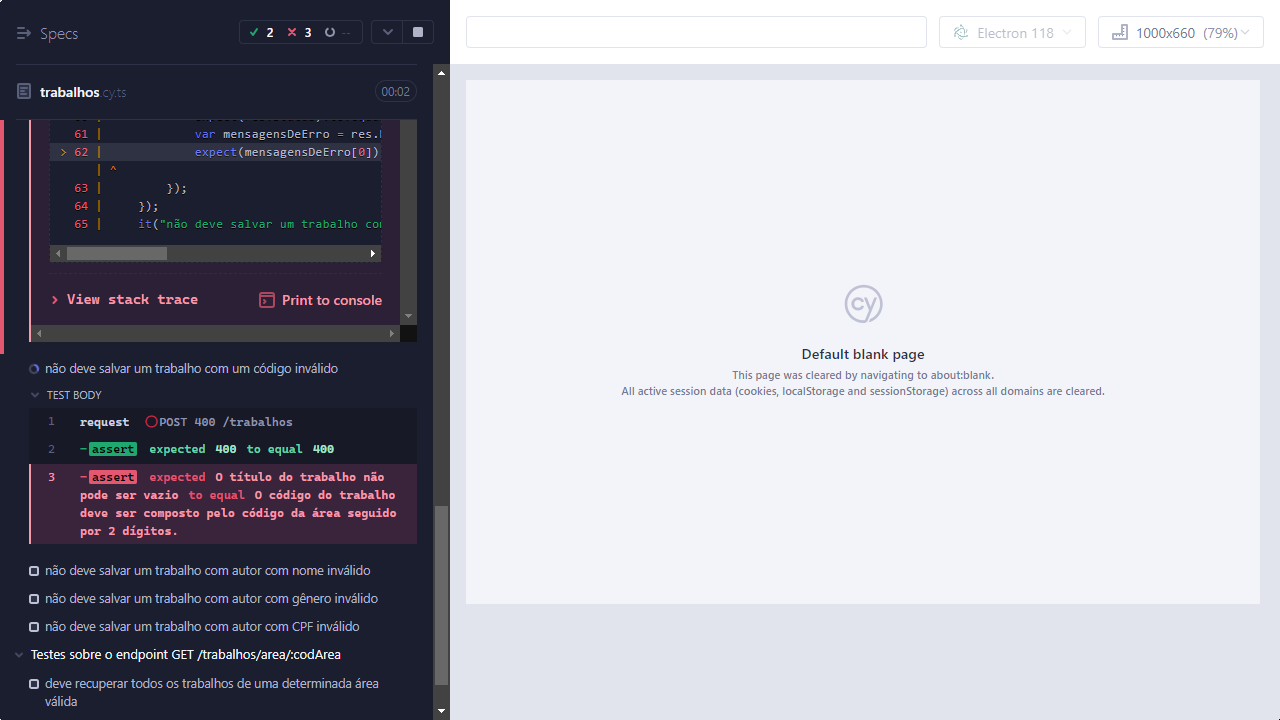 Specs
2
3
--
Electron 118
1000x660 (79%)
trabalhos.cy.ts
00:02
61 | var mensagensDeErro = res.
> 62 | expect(mensagensDeErro[0])
| ^
63 | });
64 | });
65 | it("não deve salvar um trabalho co
View stack trace
Print to console
não deve salvar um trabalho com um código inválido
TEST BODY
1 request POST 400 /trabalhos
2 -assert expected 400 to equal 400
3 -assert expected O título do trabalho não
pode ser vazio to equal O código do trabalho
deve ser composto pelo código da área seguido
por 2 dígitos.
não deve salvar um trabalho com autor com nome inválido
não deve salvar um trabalho com autor com gênero inválido
não deve salvar um trabalho com autor com CPF inválido
Testes sobre o endpoint GET /trabalhos/area/:codArea
deve recuperar todos os trabalhos de uma determinada área
válida
cy
Default blank page
This page was cleared by navigating to about:blank.
All active session data (cookies, localStorage and sessionStorage) across all domains are cleared.